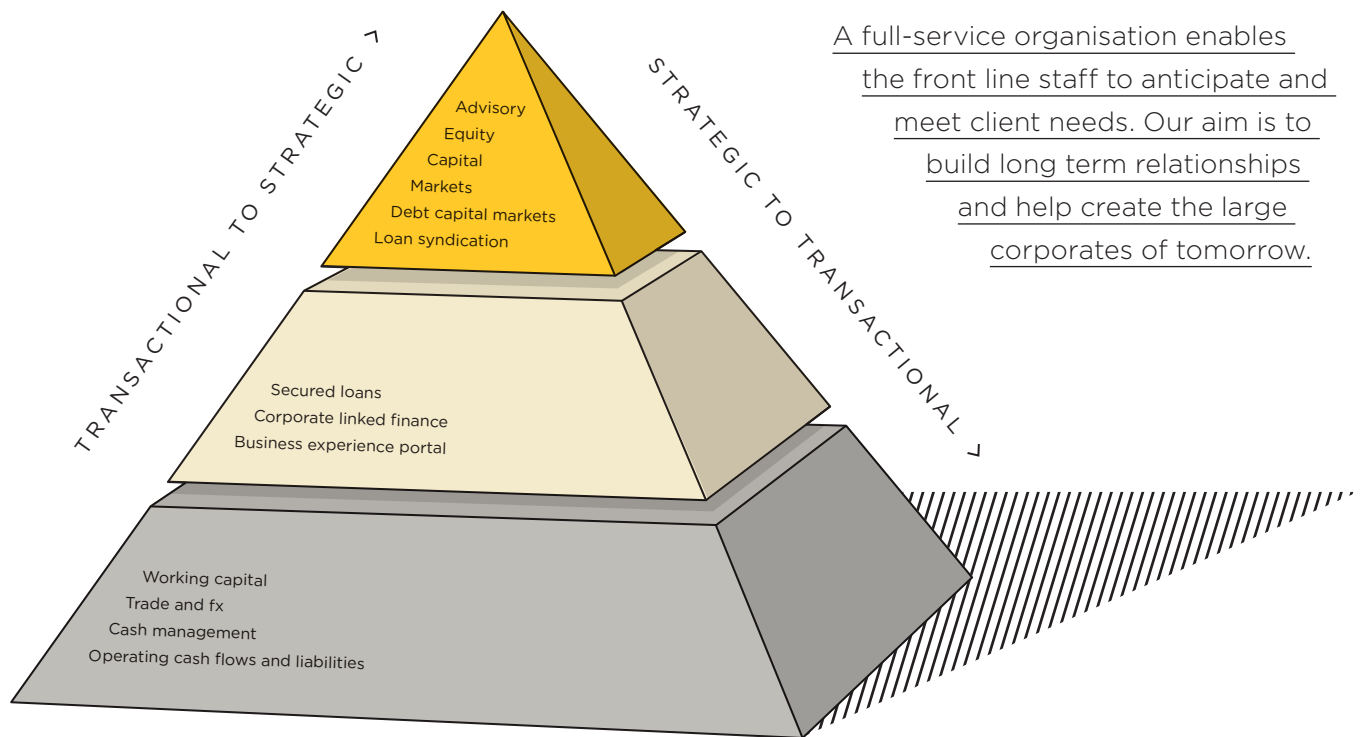 TRANSACTIONAL TO STRATEGIC >
STRATEGIC TO TRANSACTIONAL >
A full-service organisation enables
the front line staff to anticipate and
meet client needs. Our aim is to
build long term relationships
and help create the large
corporates of tomorrow.
Advisory
Equity
Capital
Markets
Debt capital markets
Loan syndication
Secured loans
Corporate linked finance
Business experience portal
Working capital
Trade and fx
Cash management
Operating cash flows and liabilities